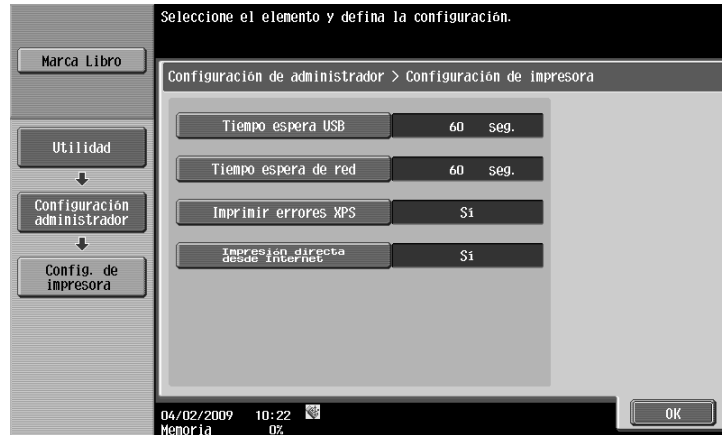 Seleccione el elemento y defina la configuración.
Marca Libro
Configuración de administrador > Configuración de impresora
Utilidad
Configuración
administrador
Config. de
impresora
Tiempo espera USB
60 seg.
Tiempo espera de red
60 seg.
Imprimir errores XPS
Sí
Impresión directa
desde Internet
Sí
04/02/2009 10:22
Memoria 0%
OK